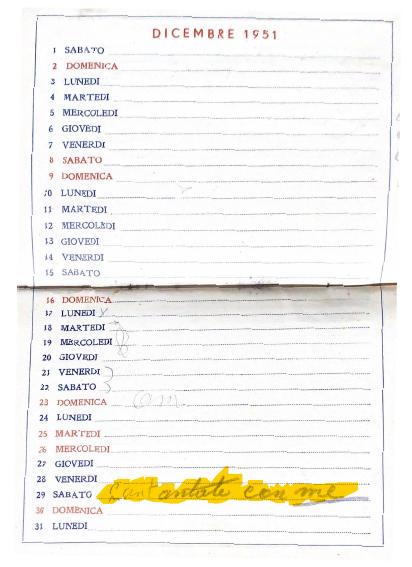 DICEMBRE 1951
1 SABATO
2 DOMENICA
3 LUNEDI
4 MARTEDI
5 MERCOLEDI
6 GIOVEDI
7 VENERDI
8 SABATO
9 DOMENICA
10 LUNEDI
11 MARTEDI
12 MERCOLEDI
13 GIOVEDI
14 VENERDI
15 SABATO
16 DOMENICA
17 LUNEDI
18 MARTEDI
19 MERCOLEDI
20 GIOVEDI
21 VENERDI
22 SABATO
23 DOMENICA
24 LUNEDI
25 MARTEDI
26 MERCOLEDI
27 GIOVEDI
28 VENERDI
29 SABATO con me
30 DOMENICA
31 LUNEDI